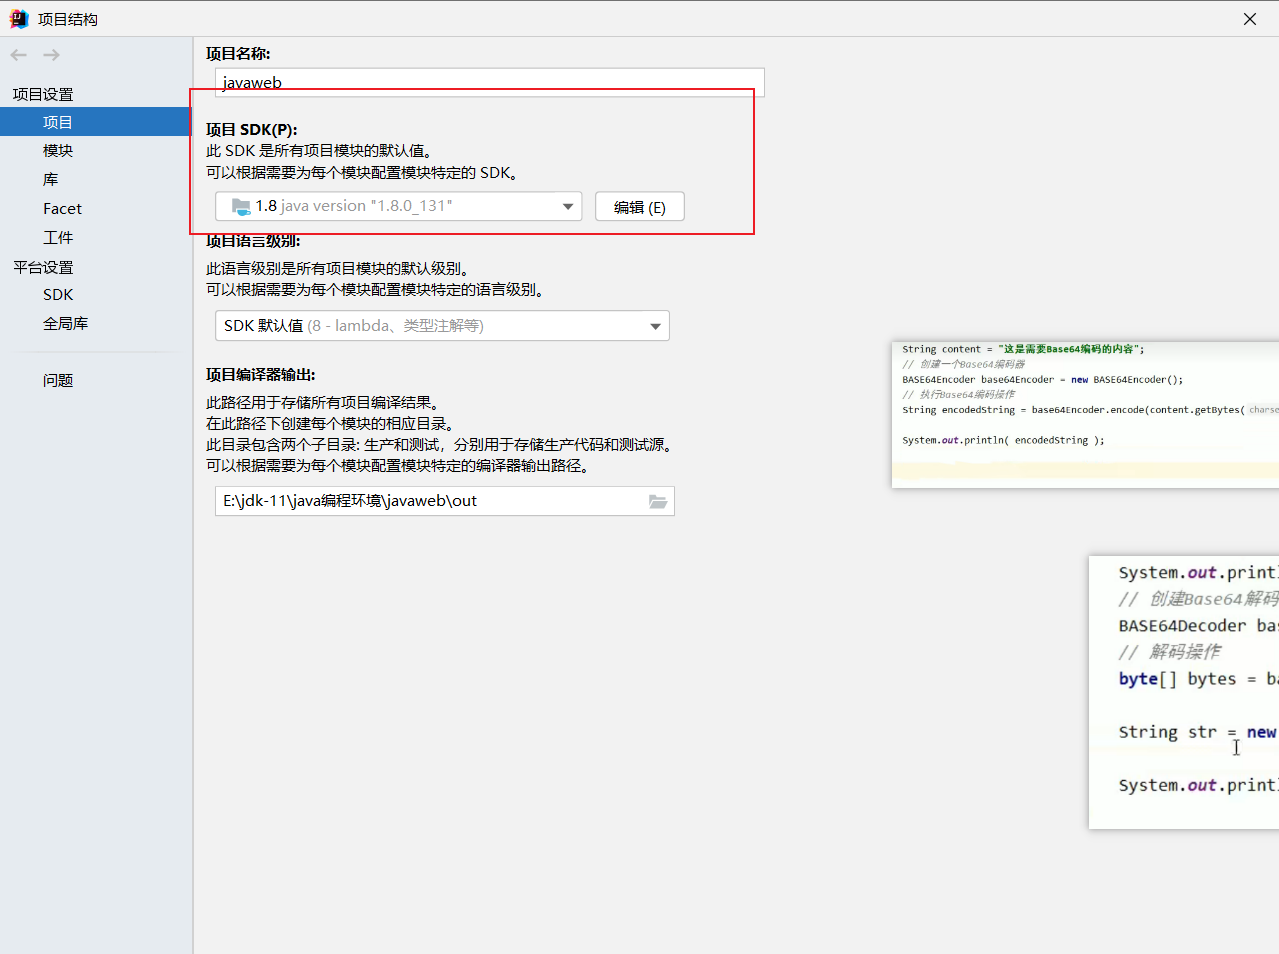 项目结构
项目设置
项目
模块
库
Facet
工件
平台设置
SDK
全局库
问题
项目名称:
javaweb
项目 SDK(P):
此 SDK 是所有项目模块的默认值。
可以根据需要为每个模块配置模块特定的 SDK。
1.8 java version "1.8.0_131"
编辑 (E)
项目语言级别:
此语言级别是所有项目模块的默认级别。
可以根据需要为每个模块配置模块特定的语言级别。
SDK 默认值 (8 - lambda、类型注解等)
项目编译器输出:
此路径用于存储所有项目编译结果。
在此路径下创建每个模块的相应目录。
此目录包含两个子目录: 生产和测试，分别用于存储生产代码和测试源。
可以根据需要为每个模块配置模块特定的编译器输出路径。
E:\jdk-11\java编程环境\javaweb\out
String content = "这是需要Base64编码的内容";
// 创建一个Base64编码器
BASE64Encoder base64Encoder = new BASE64Encoder();
// 执行Base64编码操作
String encodedString = base64Encoder.encode(content.getBytes( charse
System.out.println( encodedString );
System.out.printl
// 创建Base64解码
BASE64Decoder bas
// 解码操作
byte[] bytes = ba
String str = new
System.out.printl